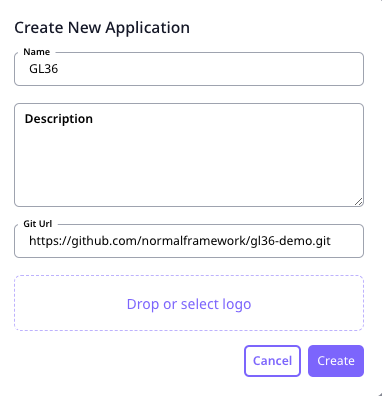 Create New Application
Name
GL36
Description
Git Url
https://github.com/normalframework/gl36-demo.git
Drop or select logo
Cancel
Create